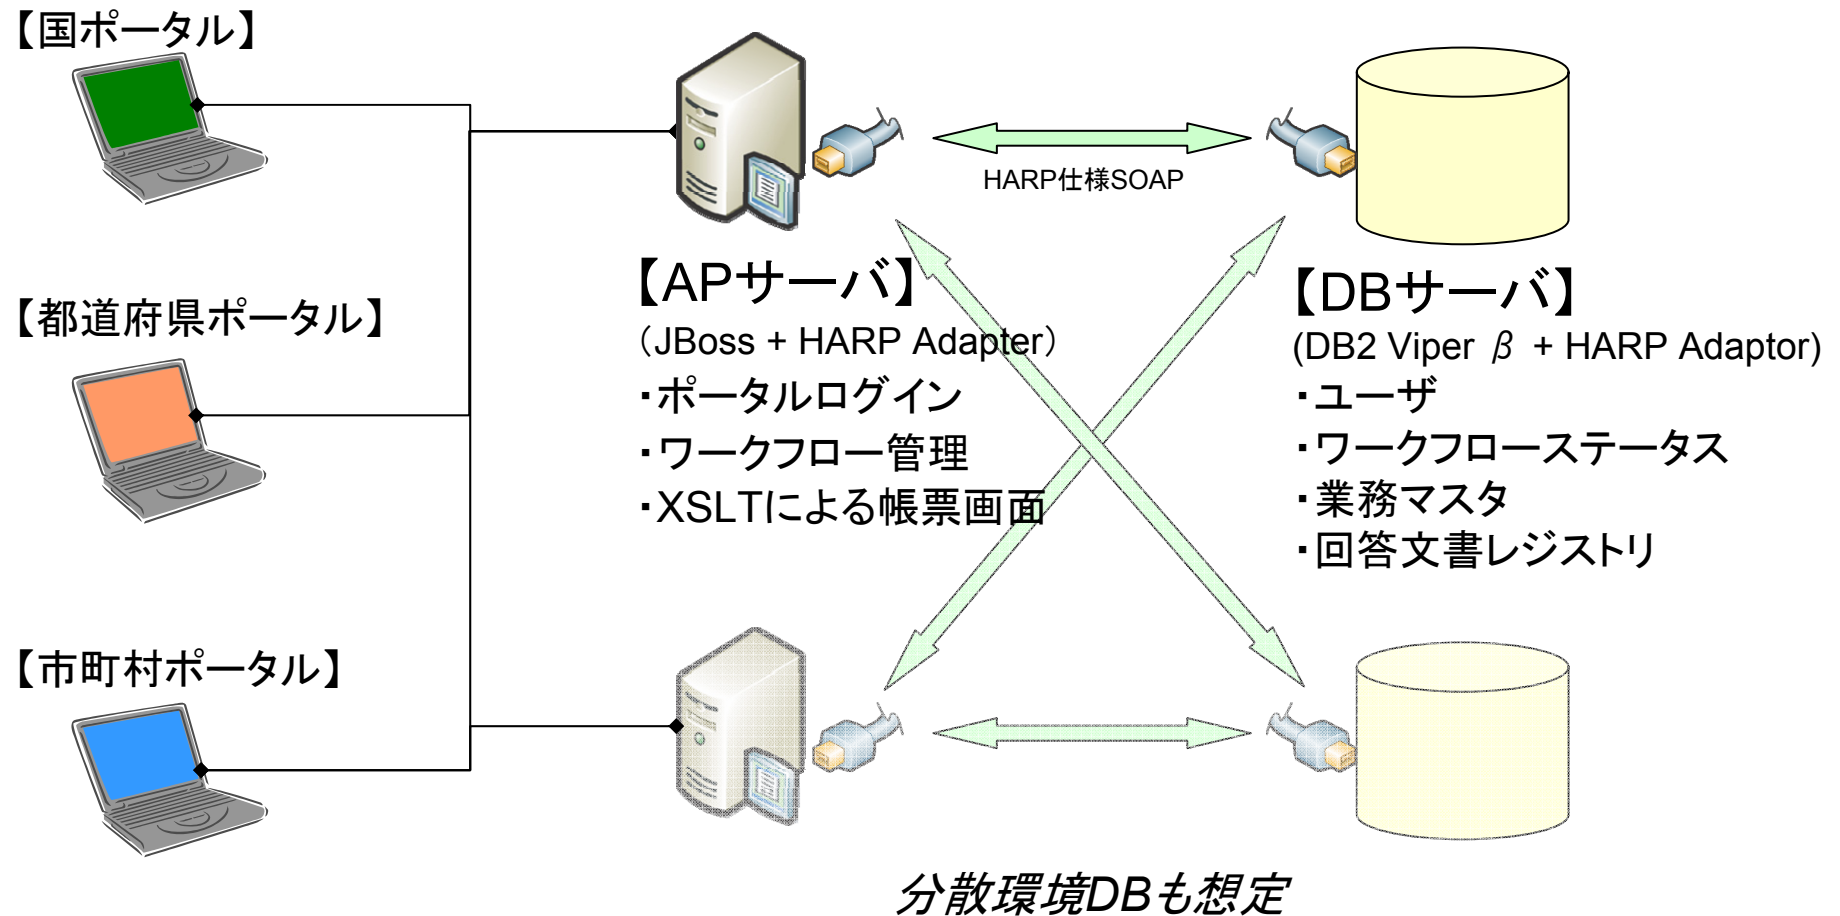 【国ポータル】
【都道府県ポータル】
【市町村ポータル】
HARP仕様SOAP
【APサーバ】
（JBoss + HARP Adapter）
・ポータルログイン
・ワークフロー管理
・XSLTによる帳票画面
【DBサーバ】
(DB2 Viper β + HARP Adaptor)
・ユーザ
・ワークフローステータス
・業務マスタ
・回答文書レジストリ
分散環境DBも想定